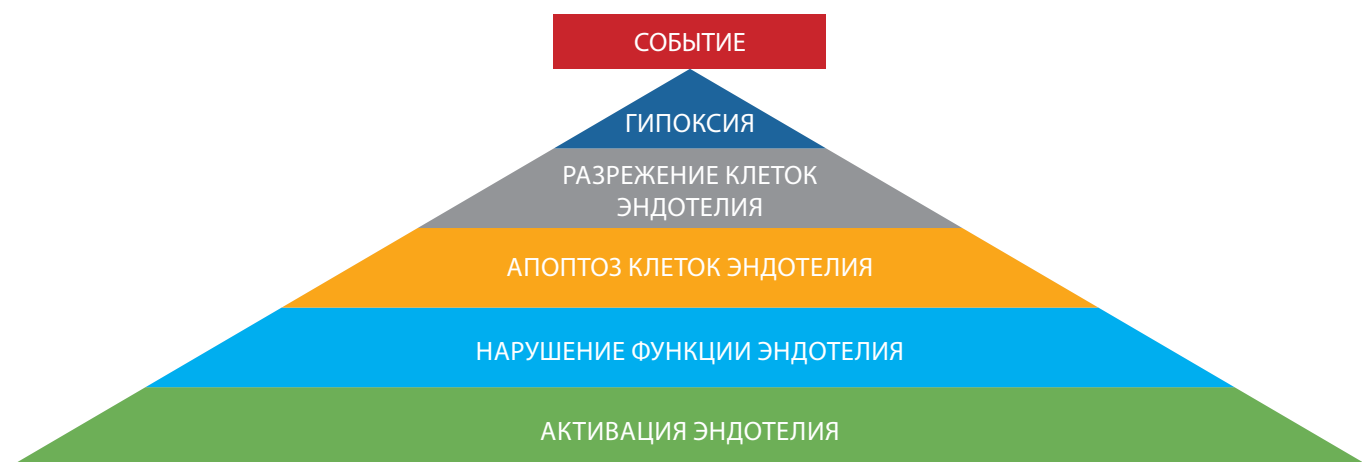 СОБЫТИЕ
ГИПОКСИЯ
РАЗРЕЖЕНИЕ КЛЕТОК
ЭНДОТЕЛИЯ
АПОПТОЗ КЛЕТОК ЭНДОТЕЛИЯ
НАРУШЕНИЕ ФУНКЦИИ ЭНДОТЕЛИЯ
АКТИВАЦИЯ ЭНДОТЕЛИЯ